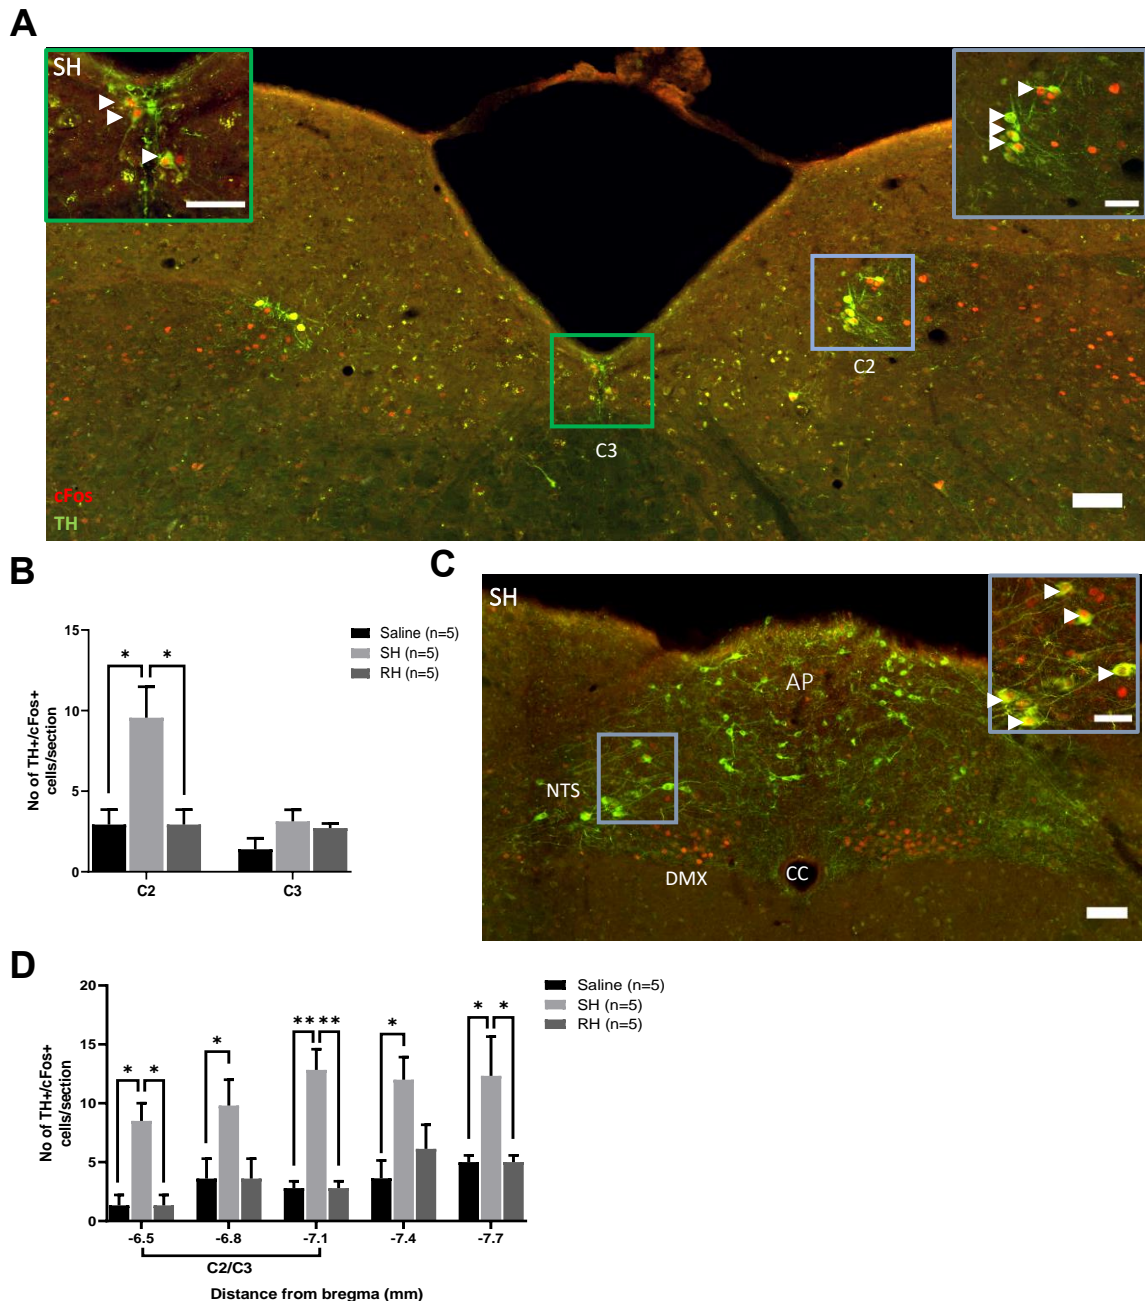 A
SH
C2
C3
cFos
TH
B
No of TH+/cFos+
cells/section
15
10
5
0
* *
C2 C3
Saline (n=5)
SH (n=5)
RH (n=5)
C
SH
AP
NTS
DMX
CC
D
No of TH+/cFos+
cells/section
20
15
10
5
0
* * * ** ** * * *
-6.5 -6.8 -7.1 -7.4 -7.7
C2/C3
Distance from bregma (mm)
Saline (n=5)
SH (n=5)
RH (n=5)